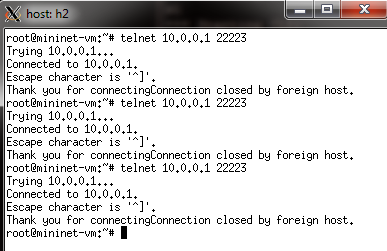 host: h2
root@mininet-vm:~# telnet 10.0.0.1 22223
Trying 10.0.0.1...
Connected to 10.0.0.1.
Escape character is '^]'.
Thank you for connectingConnection closed by foreign host.
root@mininet-vm:~# telnet 10.0.0.1 22223
Trying 10.0.0.1...
Connected to 10.0.0.1.
Escape character is '^]'.
Thank you for connectingConnection closed by foreign host.
root@mininet-vm:~# telnet 10.0.0.1 22223
Trying 10.0.0.1...
Connected to 10.0.0.1.
Escape character is '^]'.
Thank you for connectingConnection closed by foreign host.
root@mininet-vm:~#